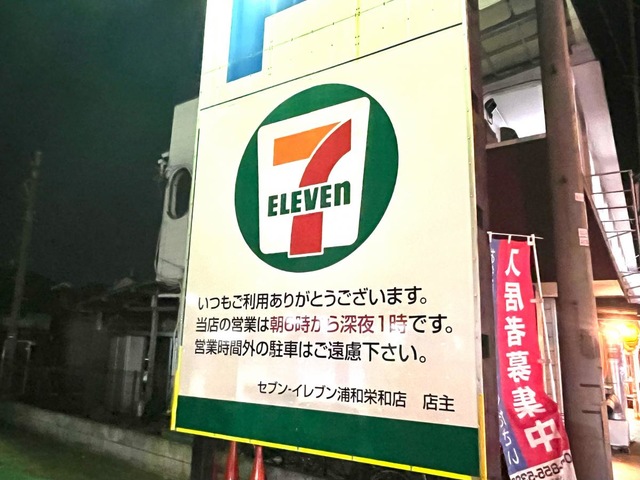 7
ELEVEn
いつもご利用ありがとうございます。
当店の営業は朝6時から深夜1時です。
営業時間外の駐車はご遠慮下さい。
セブン-イレブン浦和栄和店 店主
入居者募集中